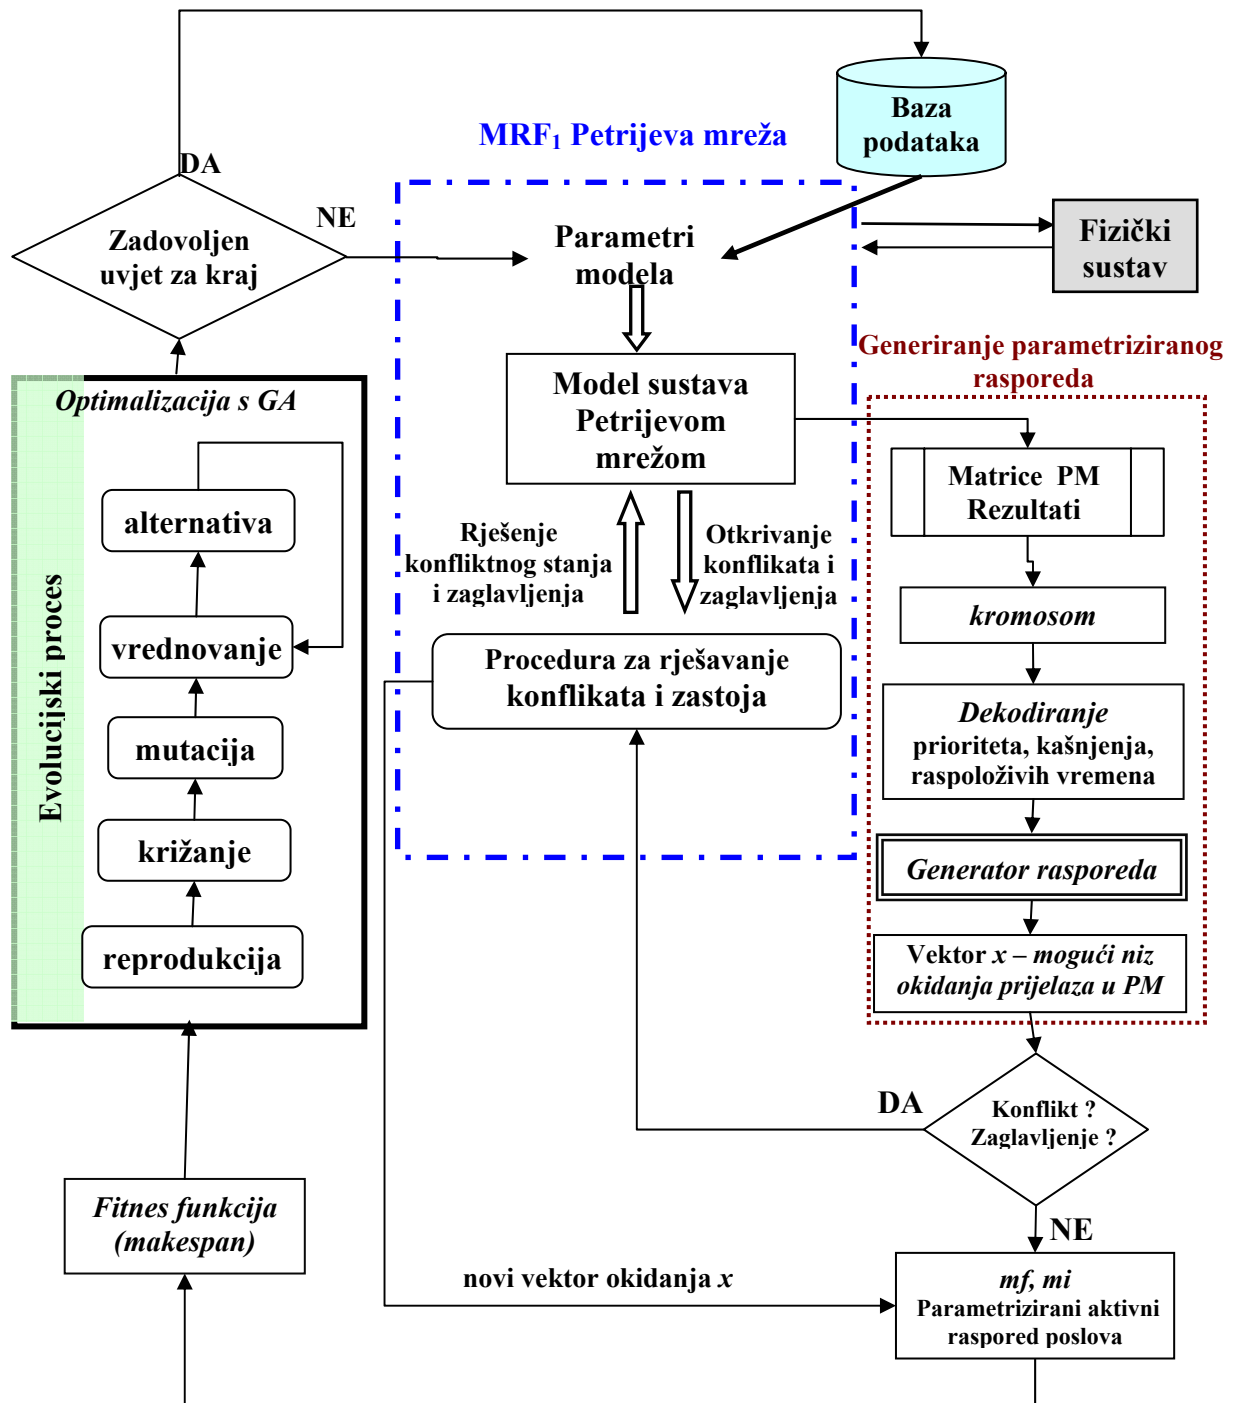 Baza
podataka
MRF₁ Petrijeva mreža
DA
NE
Zadovoljen
uvjet za kraj
Parametri
modela
Fizički
sustav
Generiranje parametriziranog
rasporeda
Optimalizacija s GA
Evolucijski proces
alternativa
vrednovanje
mutacija
križanje
reprodukcija
Model sustava
Petrijevom
mrežom
Rješenje
konfliktnog stanja
i zaglavljenja
Otkrivanje
konflikata i
zaglavljenja
Procedura za rješavanje
konflikata i zastoja
Matrice PM
Rezultati
kromosom
Dekodiranje
prioriteta, kašnjenja,
raspoloživih vremena
Generator rasporeda
Vektor x – mogući niz
okidanja prijelaza u PM
DA
Konflikt ?
Zaglavljenje ?
NE
Fitnes funkcija
(makespan)
novi vektor okidanja x
mf, mi
Parametrizirani aktivni
raspored poslova